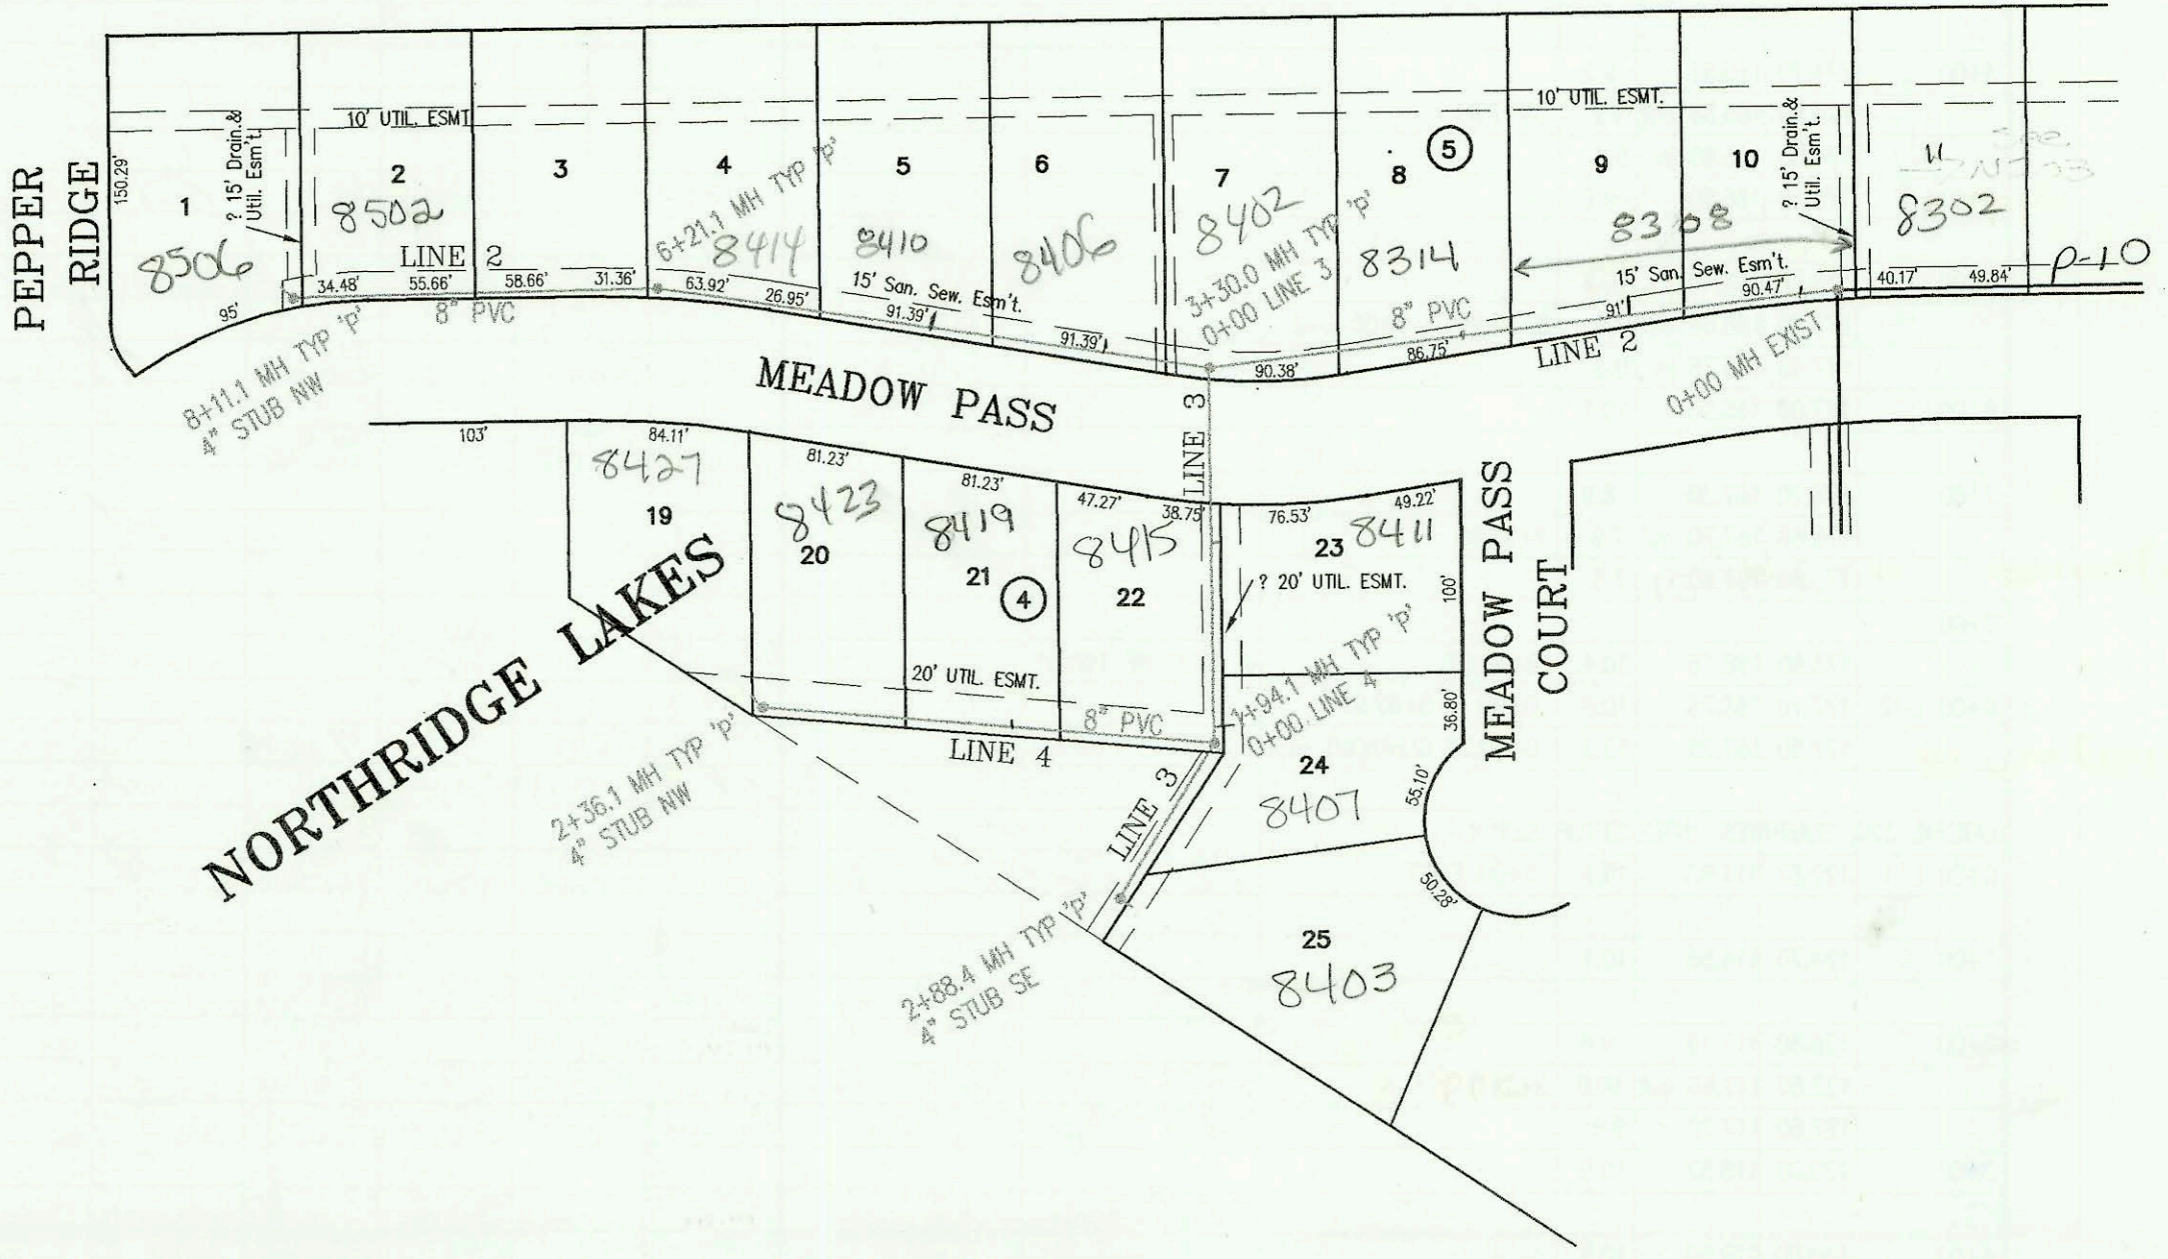 PEPPER
RIDGE
150.29'
1
8506
95'
10' UTIL. ESMT
? 15' Drain.&
Util. Esm't.
2
8502
LINE 2
34.48'
55.66'
8" PVC
3
58.66'
31.36'
4
6+21.1 MH TYP 'P'
8414
63.92'
26.95'
5
8410
15' San. Sew. Esm't.
91.39'
6
8406
91.39'
7
8402
3+30.0 MH TYP 'P'
0+00 LINE 3
90.38'
8
5
8314
8" PVC
86.75'
10' UTIL. ESMT.
9
10
8308
15' San. Sew. Esm't.
91'
90.47'
LINE 2
? 15' Drain.&
Util. Esm't.
11
See
8302
40.17'
49.84'
P-10
0+00 MH EXIST
8+11.1 MH TYP 'P'
4" STUB NW
MEADOW PASS
LINE 3
103'
84.11'
8427
19
81.23'
8423
20
81.23'
8419
21
4
47.27'
38.75'
8415
22
76.53'
49.22'
23
8411
? 20' UTIL. ESMT.
100'
MEADOW PASS
COURT
20' UTIL. ESMT.
8" PVC
LINE 4
1+94.1 MH TYP 'P'
0+00 LINE 4
36.80'
NORTHRIDGE LAKES
2+36.1 MH TYP 'P'
4" STUB NW
LINE 3
24
8407
55.10'
50.28'
2+88.4 MH TYP 'P'
4" STUB SE
25
8403